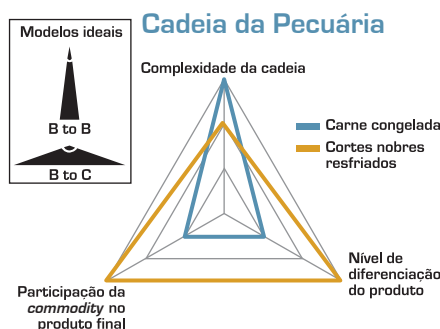 Modelos ideais
B to B
B to C
Cadeia da Pecuária
Complexidade da cadeia
Carne congelada
Cortes nobres
resfriados
Participação da
commodity no
produto final
Nível de
diferenciação
do produto